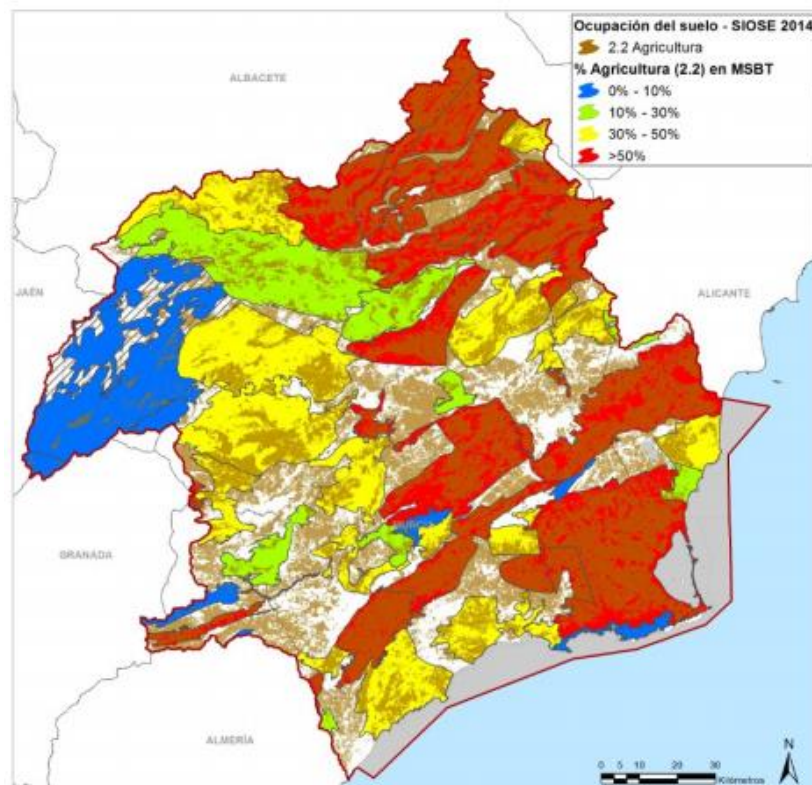 Ocupación del suelo - SIOSE 2014
2.2 Agricultura
% Agricultura (2.2) en MSBT
0% - 10%
10% - 30%
30% - 50%
>50%
ALBACETE
JAÉN
ALICANTE
GRANADA
ALMERÍA
N
0 5 10 20 30
Kilómetros